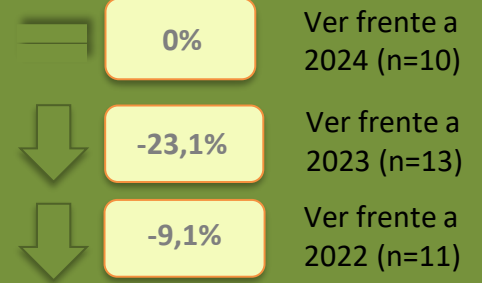 0%
Ver frente a
2024 (n=10)
-23,1%
Ver frente a
2023 (n=13)
-9,1%
Ver frente a
2022 (n=11)